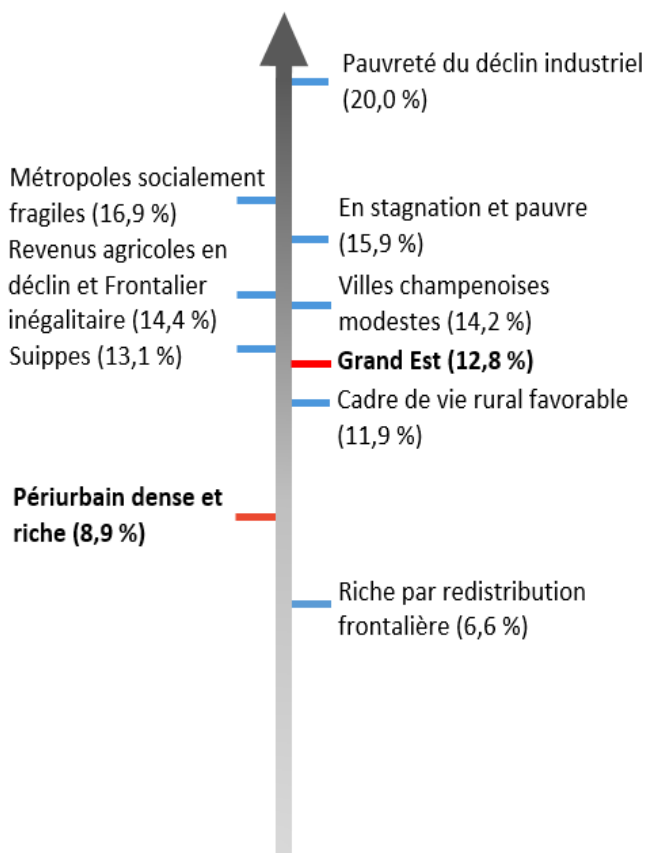 Pauvreté du déclin industriel
(20,0 %)
Métropoles socialement
fragiles (16,9 %)
En stagnation et pauvre
(15,9 %)
Revenus agricoles en
déclin et Frontalier
inégalitaire (14,4 %)
Villes champenoises
modestes (14,2 %)
Suippes (13,1 %)
Grand Est (12,8 %)
Cadre de vie rural favorable
(11,9 %)
Périurbain dense et
riche (8,9 %)
Riche par redistribution
frontalière (6,6 %)